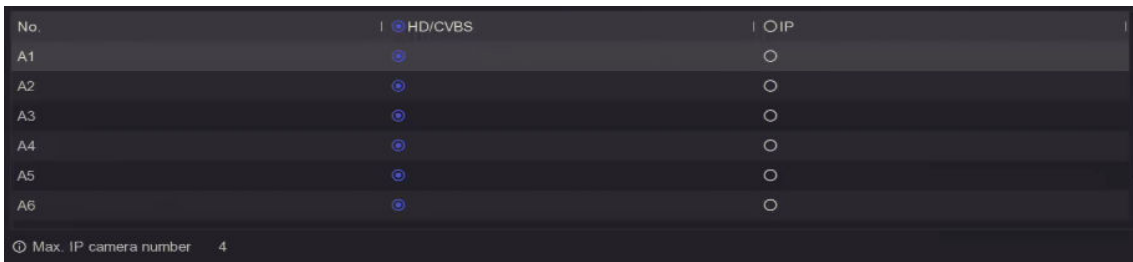 No. HD/CVBS IP
A1
A2
A3
A4
A5
A6
Max. IP camera number 4